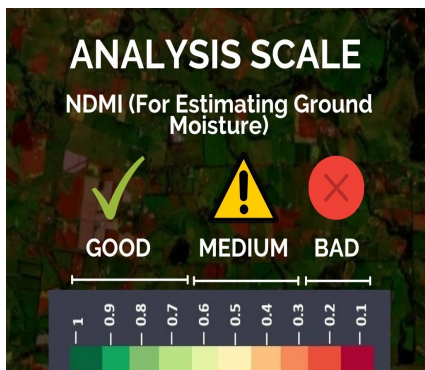 ANALYSIS SCALE
NDMI (For Estimating Ground
Moisture)
GOOD MEDIUM BAD
1 0.9 0.8 0.7 0.6 0.5 0.4 0.3 0.2 0.1